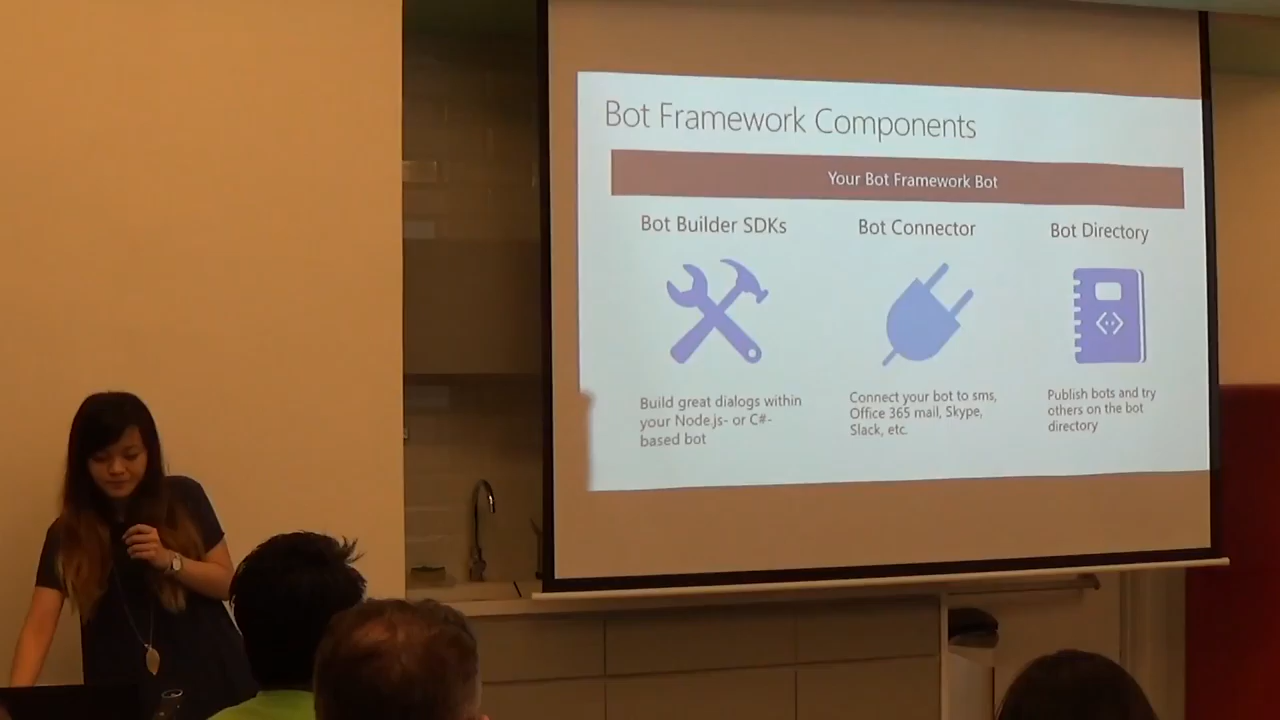 Bot Framework Components
Your Bot Framework Bot
Bot Builder SDKs
Build great dialogs within
your Node.js- or C#-
based bot
Bot Connector
Connect your bot to sms,
Office 365 mail, Skype,
Slack, etc.
Bot Directory
Publish bots and try
others on the bot
directory